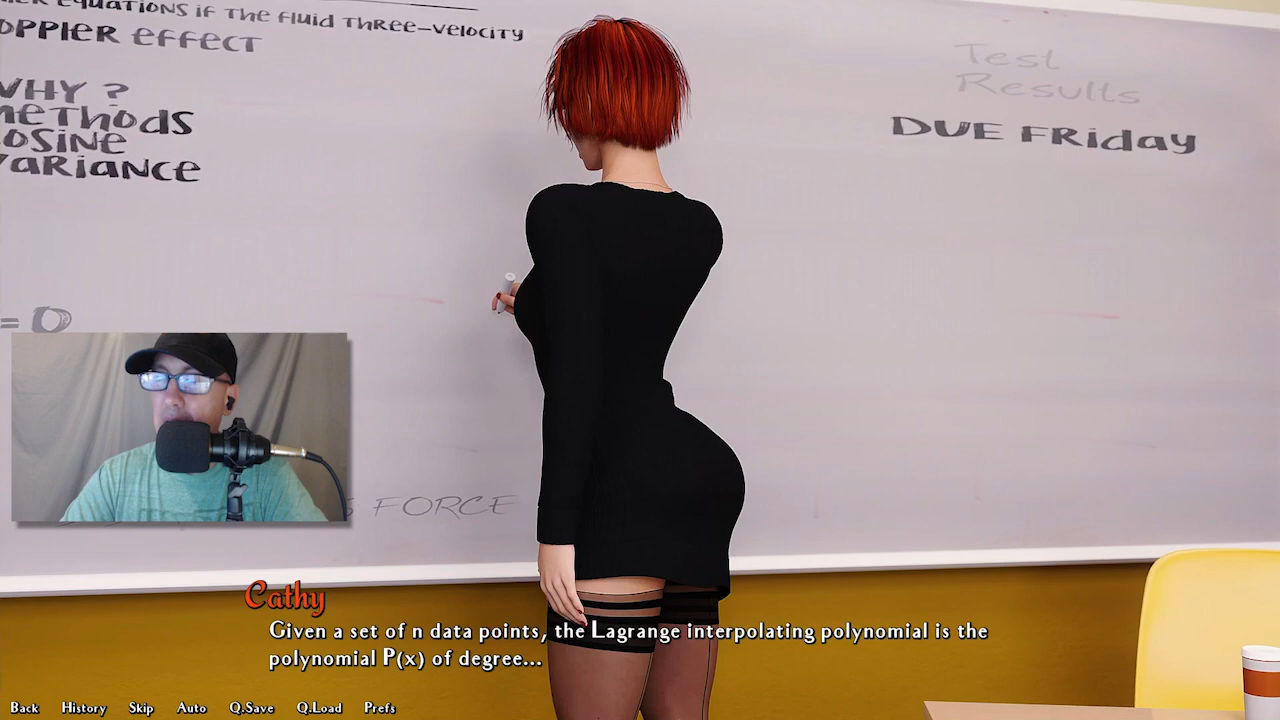 EQUATIONS if THE fluid THREE-VELOCITY
EFFECT
WHY ?
METHODS
COSINE
VARIANCE
= 0
FORCE
Test
Results
DUE FRiday
Cathy
Given a set of n data points, the Lagrange interpolating polynomial is the
polynomial P(x) of degree...
Back History Skip Auto Q.Save Q.Load Prefs